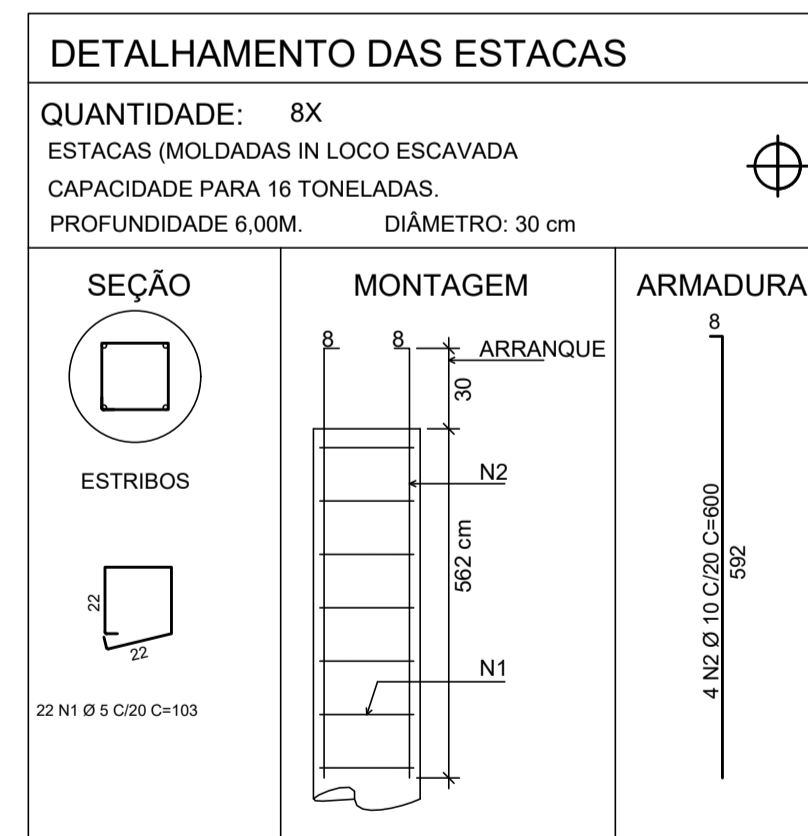 DETALHAMENTO DAS ESTACAS
QUANTIDADE: 8X
ESTACAS (MOLDADAS IN LOCO ESCAVADA
CAPACIDADE PARA 16 TONELADAS.
PROFUNDIDADE 6,00M. DIÂMETRO: 30 cm
SEÇÃO
ESTRIBOS
22
22
22 N1 Ø 5 C/20 C=103
MONTAGEM
8 8 ARRANQUE
30
N2
562 cm
N1
ARMADURA
8
4 N2 Ø 10 C/20 C=600
592